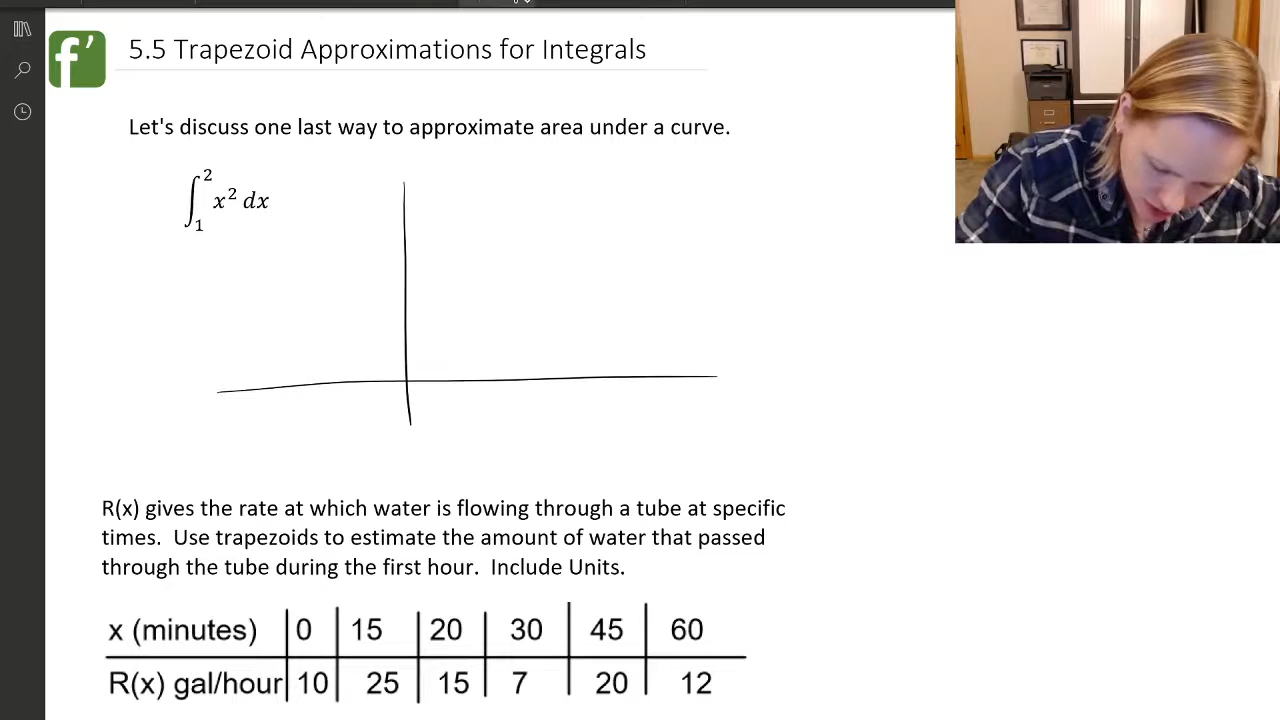 f′
5.5 Trapezoid Approximations for Integrals
Let's discuss one last way to approximate area under a curve.
∫₁² x² dx
R(x) gives the rate at which water is flowing through a tube at specific
times. Use trapezoids to estimate the amount of water that passed
through the tube during the first hour. Include Units.
x (minutes) 0 15 20 30 45 60
R(x) gal/hour 10 25 15 7 20 12